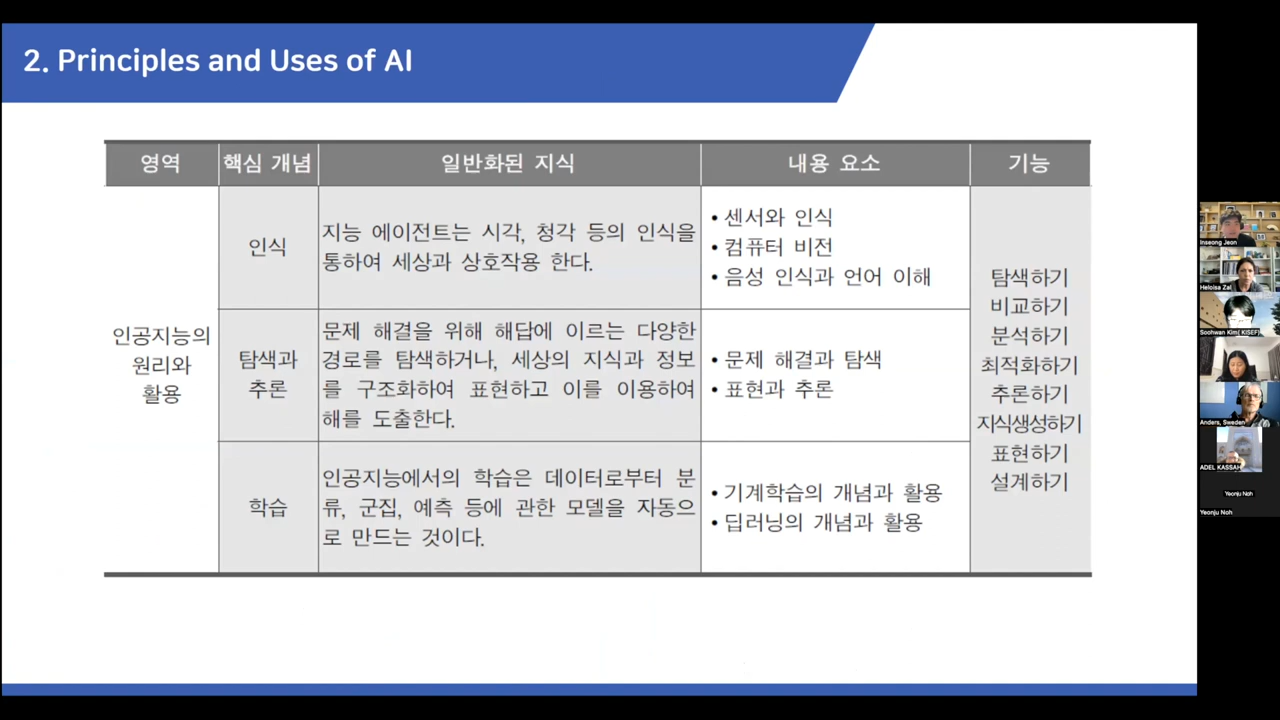 2. Principles and Uses of AI
영역
핵심 개념
일반화된 지식
내용 요소
기능
인공지능의
원리와
활용
인식
지능 에이전트는 시각, 청각 등의 인식을
통하여 세상과 상호작용 한다.
• 센서와 인식
• 컴퓨터 비전
• 음성 인식과 언어 이해
탐색과
추론
문제 해결을 위해 해답에 이르는 다양한
경로를 탐색하거나, 세상의 지식과 정보
를 구조화하여 표현하고 이를 이용하여
해를 도출한다.
• 문제 해결과 탐색
• 표현과 추론
학습
인공지능에서의 학습은 데이터로부터 분
류, 군집, 예측 등에 관한 모델을 자동으
로 만드는 것이다.
• 기계학습의 개념과 활용
• 딥러닝의 개념과 활용
탐색하기
비교하기
분석하기
최적화하기
추론하기
지식생성하기
표현하기
설계하기
Inseong Jeon
Heloisa Zal
Soohwan Kim( KISEF)
Anders, Sweden
ADEL KASSAH
Yeonju Noh
Yeonju Noh